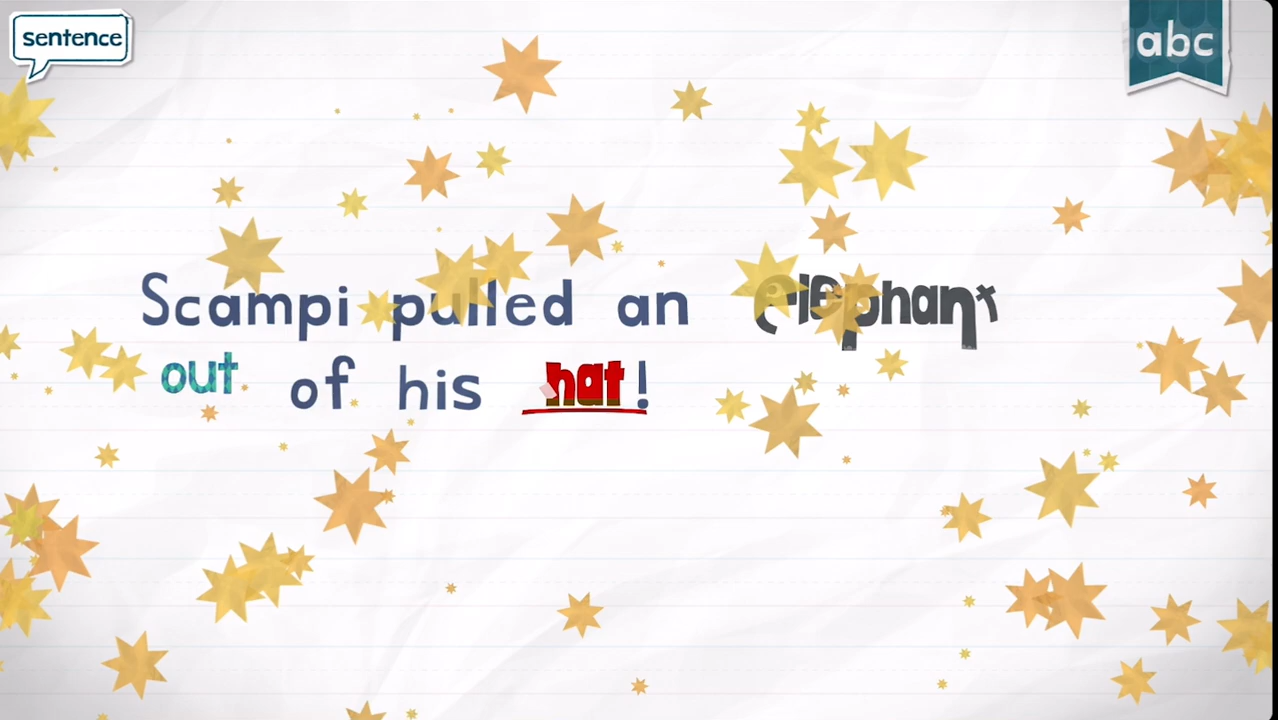 sentence
abc
Scampi pulled an elephant
out of his hat!